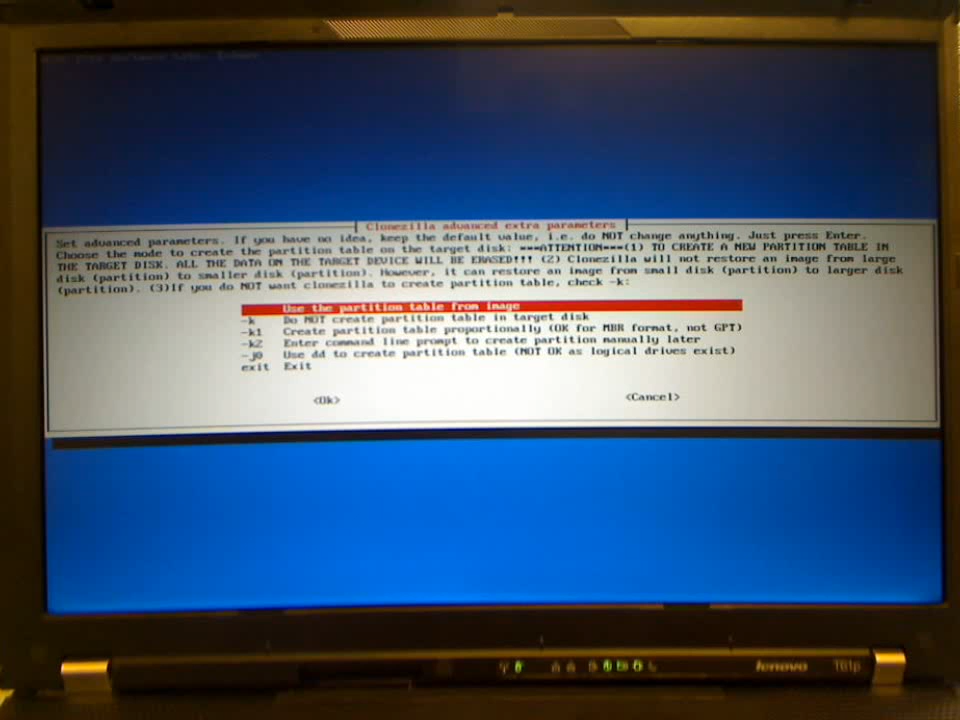 Clonezilla advanced extra parameters
Set advanced parameters. If you have no idea, keep the default value, i.e. do NOT change anything. Just press Enter.
Choose the mode to create the partition table on the target disk: ===ATTENTION===(1) TO CREATE A NEW PARTITION TABLE IN
THE TARGET DISK. ALL THE DATA ON THE TARGET DEVICE WILL BE ERASED!!! (2) Clonezilla will not restore an image from large
disk (partition) to smaller disk (partition). However, it can restore an image from small disk (partition) to larger disk
(partition). (3)If you do NOT want clonezilla to create partition table, check -k:
Use the partition table from image
-k Do NOT create partition table in target disk
-k1 Create partition table proportionally (OK for MBR format, not GPT)
-k2 Enter command line prompt to create partition manually later
-j0 Use dd to create partition table (NOT OK as logical drives exist)
exit Exit
<Ok> <Cancel>
lenovo T61p